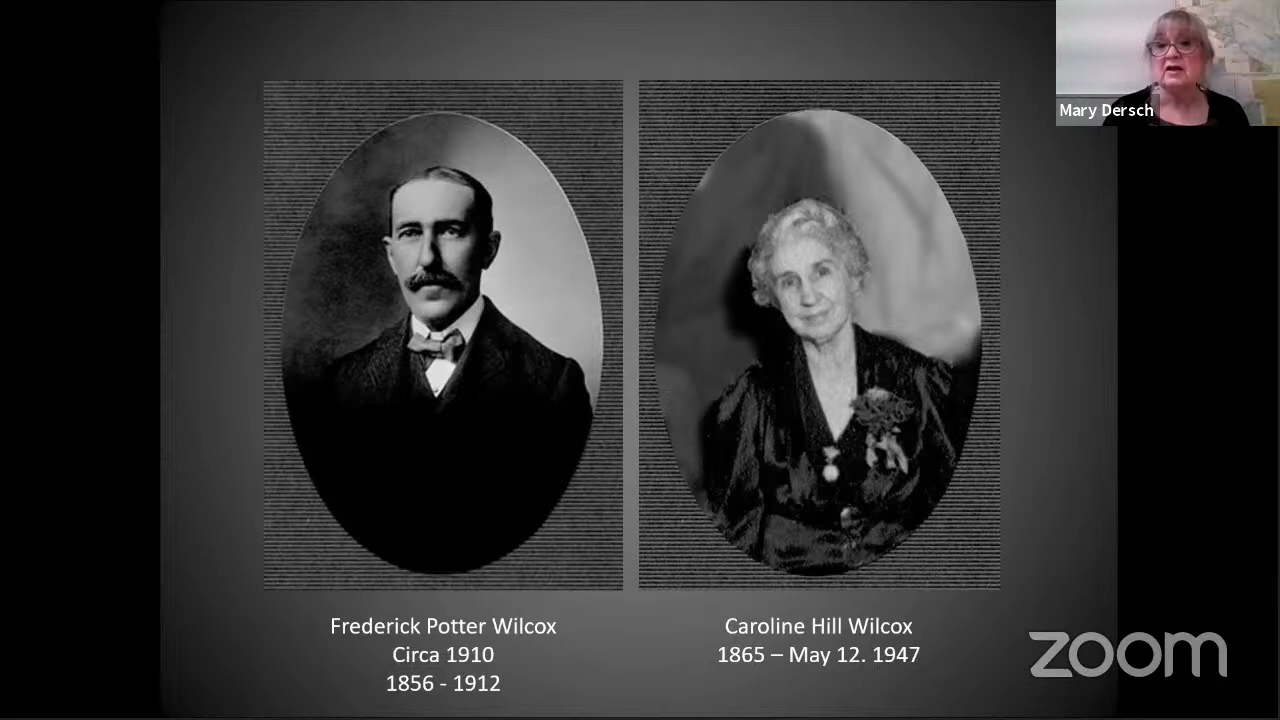 Mary Dersch
Frederick Potter Wilcox
Circa 1910
1856 - 1912
Caroline Hill Wilcox
1865 – May 12. 1947
zoom